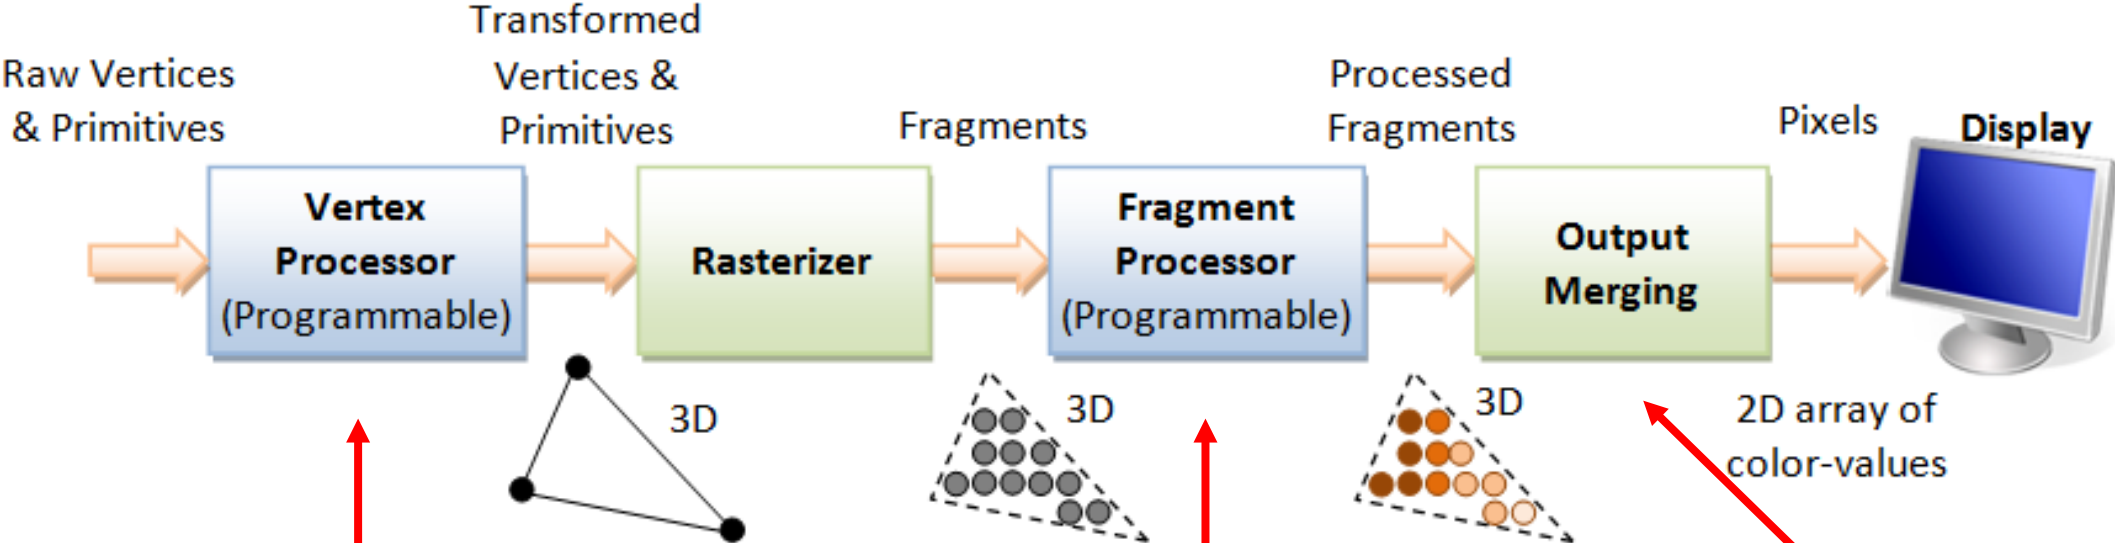 Raw Vertices
& Primitives
Transformed
Vertices &
Primitives
Fragments
Processed
Fragments
Pixels
Display
Vertex
Processor
(Programmable)
Rasterizer
Fragment
Processor
(Programmable)
Output
Merging
3D
3D
3D
2D array of
color-values